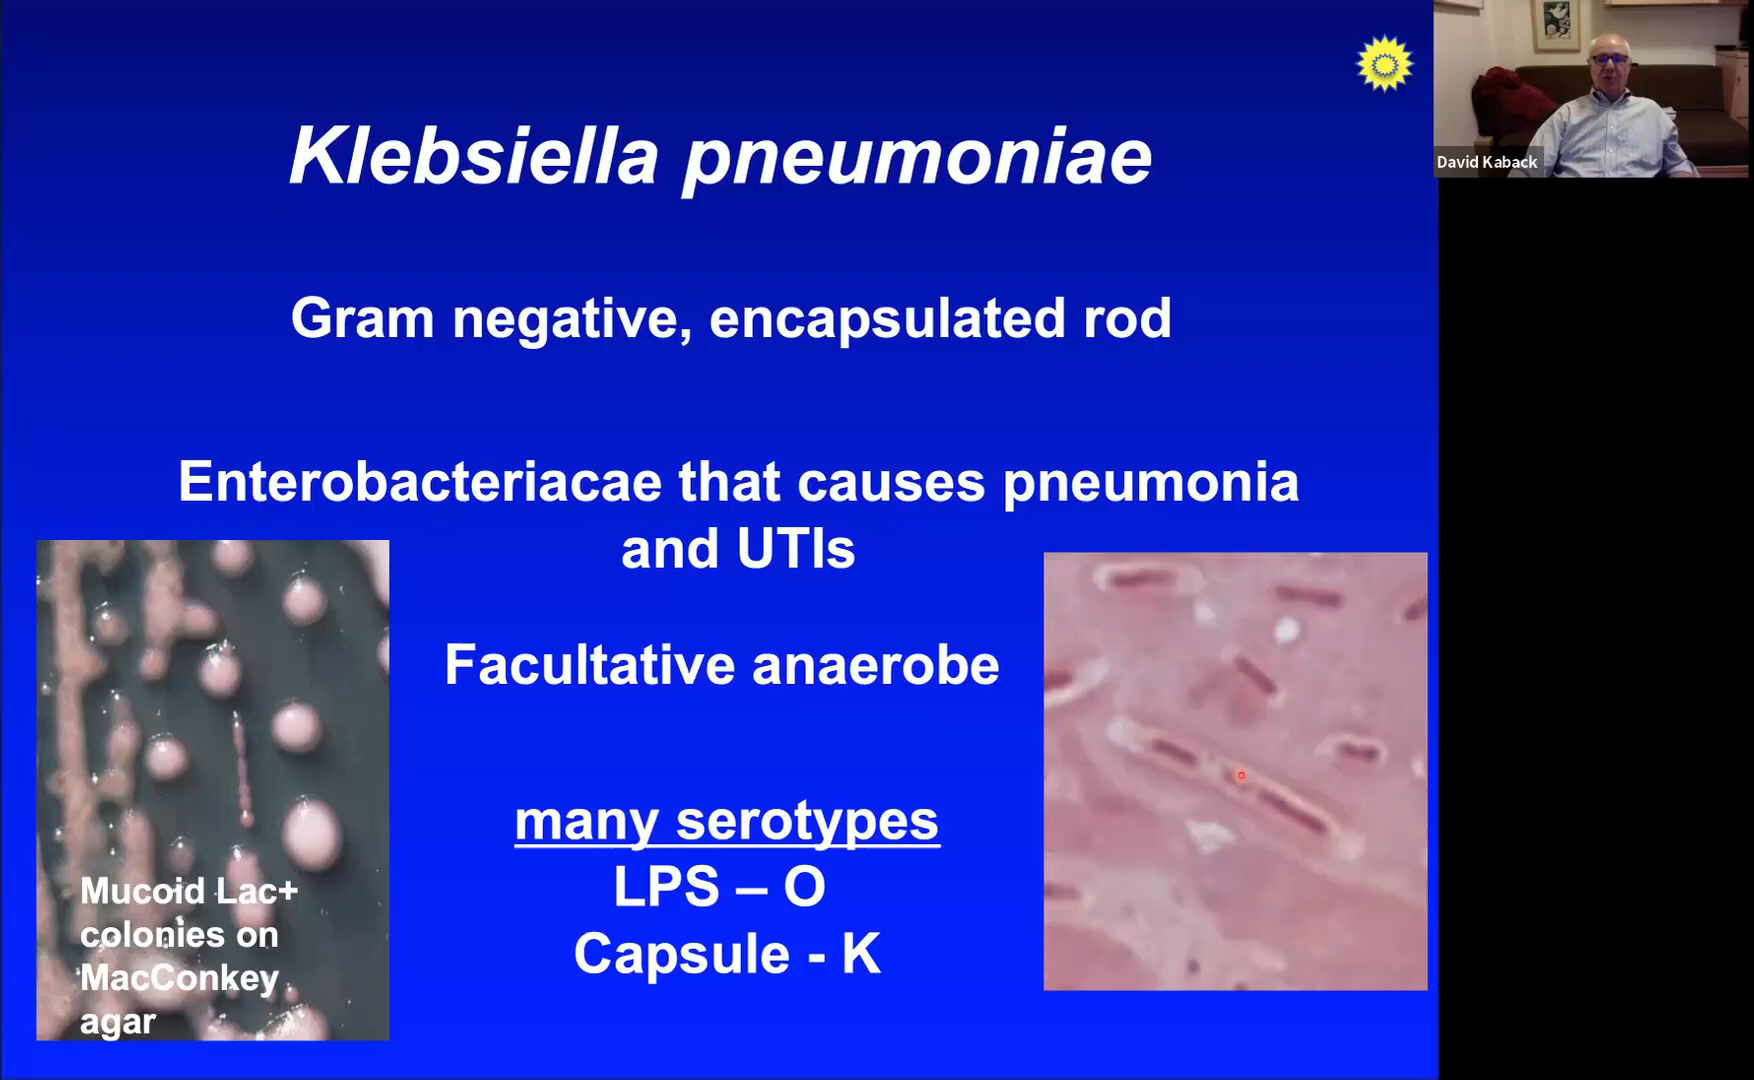 Klebsiella pneumoniae
David Kaback
Gram negative, encapsulated rod
Enterobacteriacae that causes pneumonia
and UTIs
Facultative anaerobe
many serotypes
LPS – O
Capsule - K
Mucoid Lac+
colonies on
MacConkey
agar